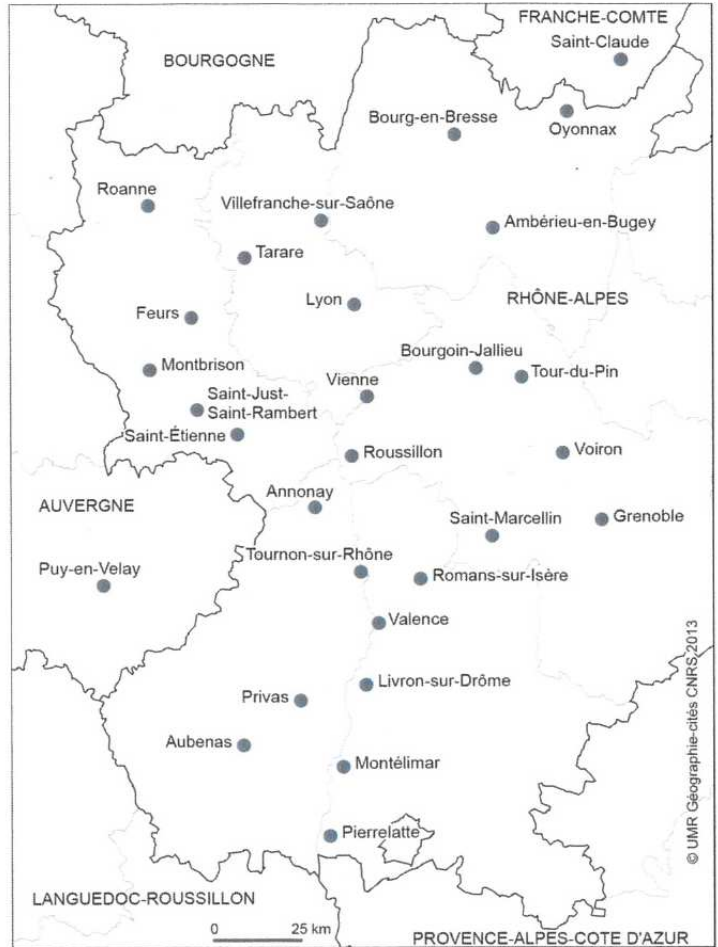 FRANCHE-COMTE
Saint-Claude
BOURGOGNE
Bourg-en-Bresse
Oyonnax
Roanne
Villefranche-sur-Saône
Ambérieu-en-Bugey
Tarare
Lyon
RHÔNE-ALPES
Feurs
Bourgoin-Jallieu
Montbrison
Tour-du-Pin
Vienne
Saint-Just-
Saint-Rambert
Saint-Étienne
Roussillon
Voiron
Annonay
AUVERGNE
Saint-Marcellin
Grenoble
Tournon-sur-Rhône
Puy-en-Velay
Romans-sur-Isère
Valence
Livron-sur-Drôme
Privas
Aubenas
Montélimar
Pierrelatte
© UMR Géographie-cités CNRS 2013
LANGUEDOC-ROUSSILLON
0 25 km
PROVENCE-ALPES-COTE D'AZUR